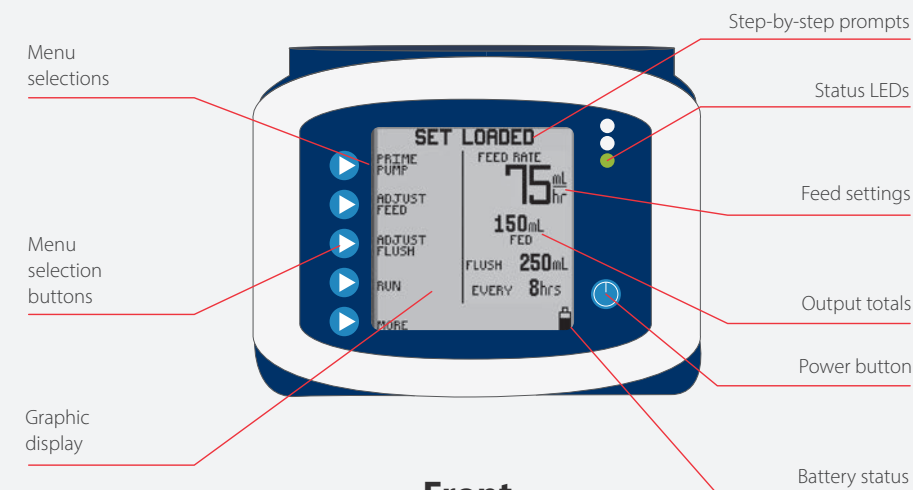 Step-by-step prompts
Menu
selections
Status LEDs
SET LOADED
PRIME
PUMP
FEED RATE
75 mL
hr
Feed settings
ADJUST
FEED
150mL
FED
Menu
selection
buttons
ADJUST
FLUSH
FLUSH 250mL
RUN
EVERY 8hrs
Output totals
MORE
Power button
Graphic
display
Battery status
Front